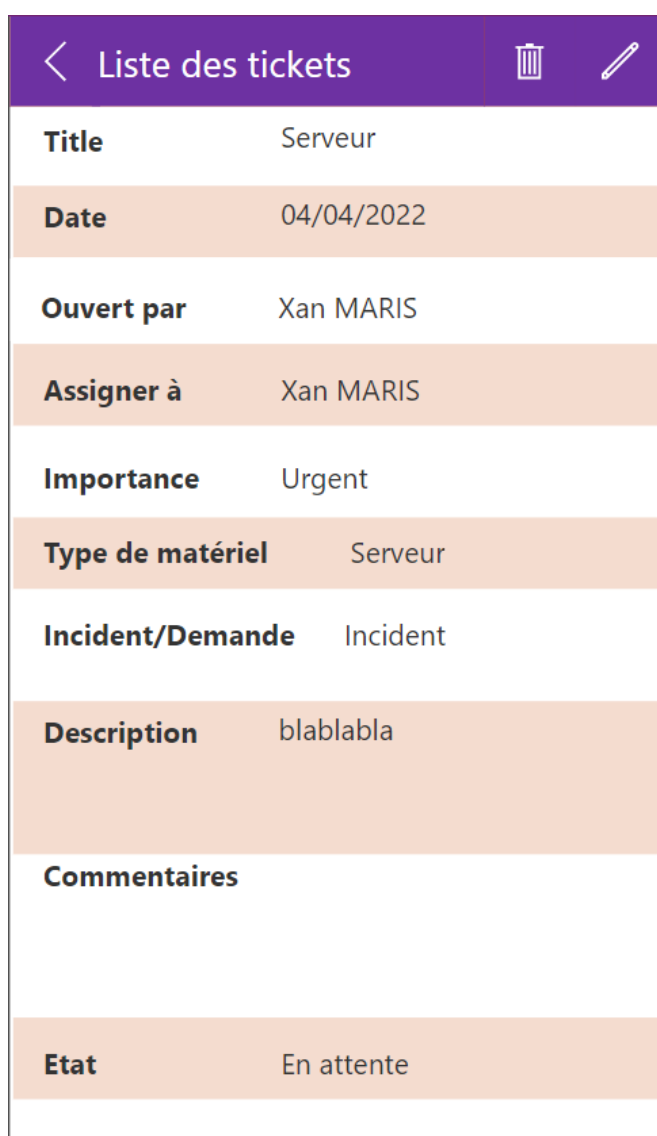 Liste des tickets
Title Serveur
Date 04/04/2022
Ouvert par Xan MARIS
Assigner à Xan MARIS
Importance Urgent
Type de matériel Serveur
Incident/Demande Incident
Description blablabla
Commentaires
Etat En attente